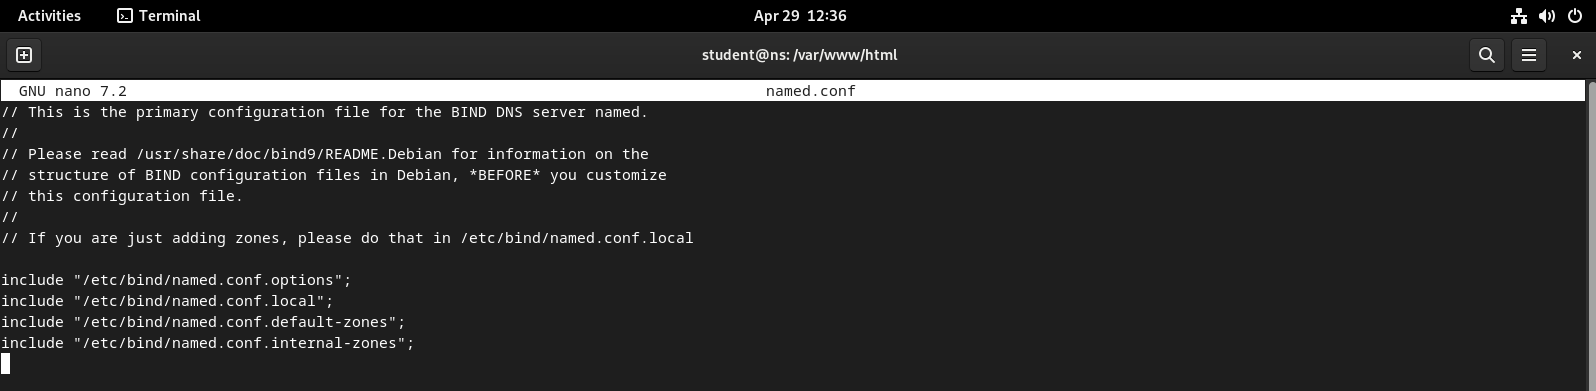 Activities Terminal Apr 29 12:36
student@ns: /var/www/html
GNU nano 7.2 named.conf
// This is the primary configuration file for the BIND DNS server named.
//
// Please read /usr/share/doc/bind9/README.Debian for information on the
// structure of BIND configuration files in Debian, *BEFORE* you customize
// this configuration file.
//
// If you are just adding zones, please do that in /etc/bind/named.conf.local
include "/etc/bind/named.conf.options";
include "/etc/bind/named.conf.local";
include "/etc/bind/named.conf.default-zones";
include "/etc/bind/named.conf.internal-zones";